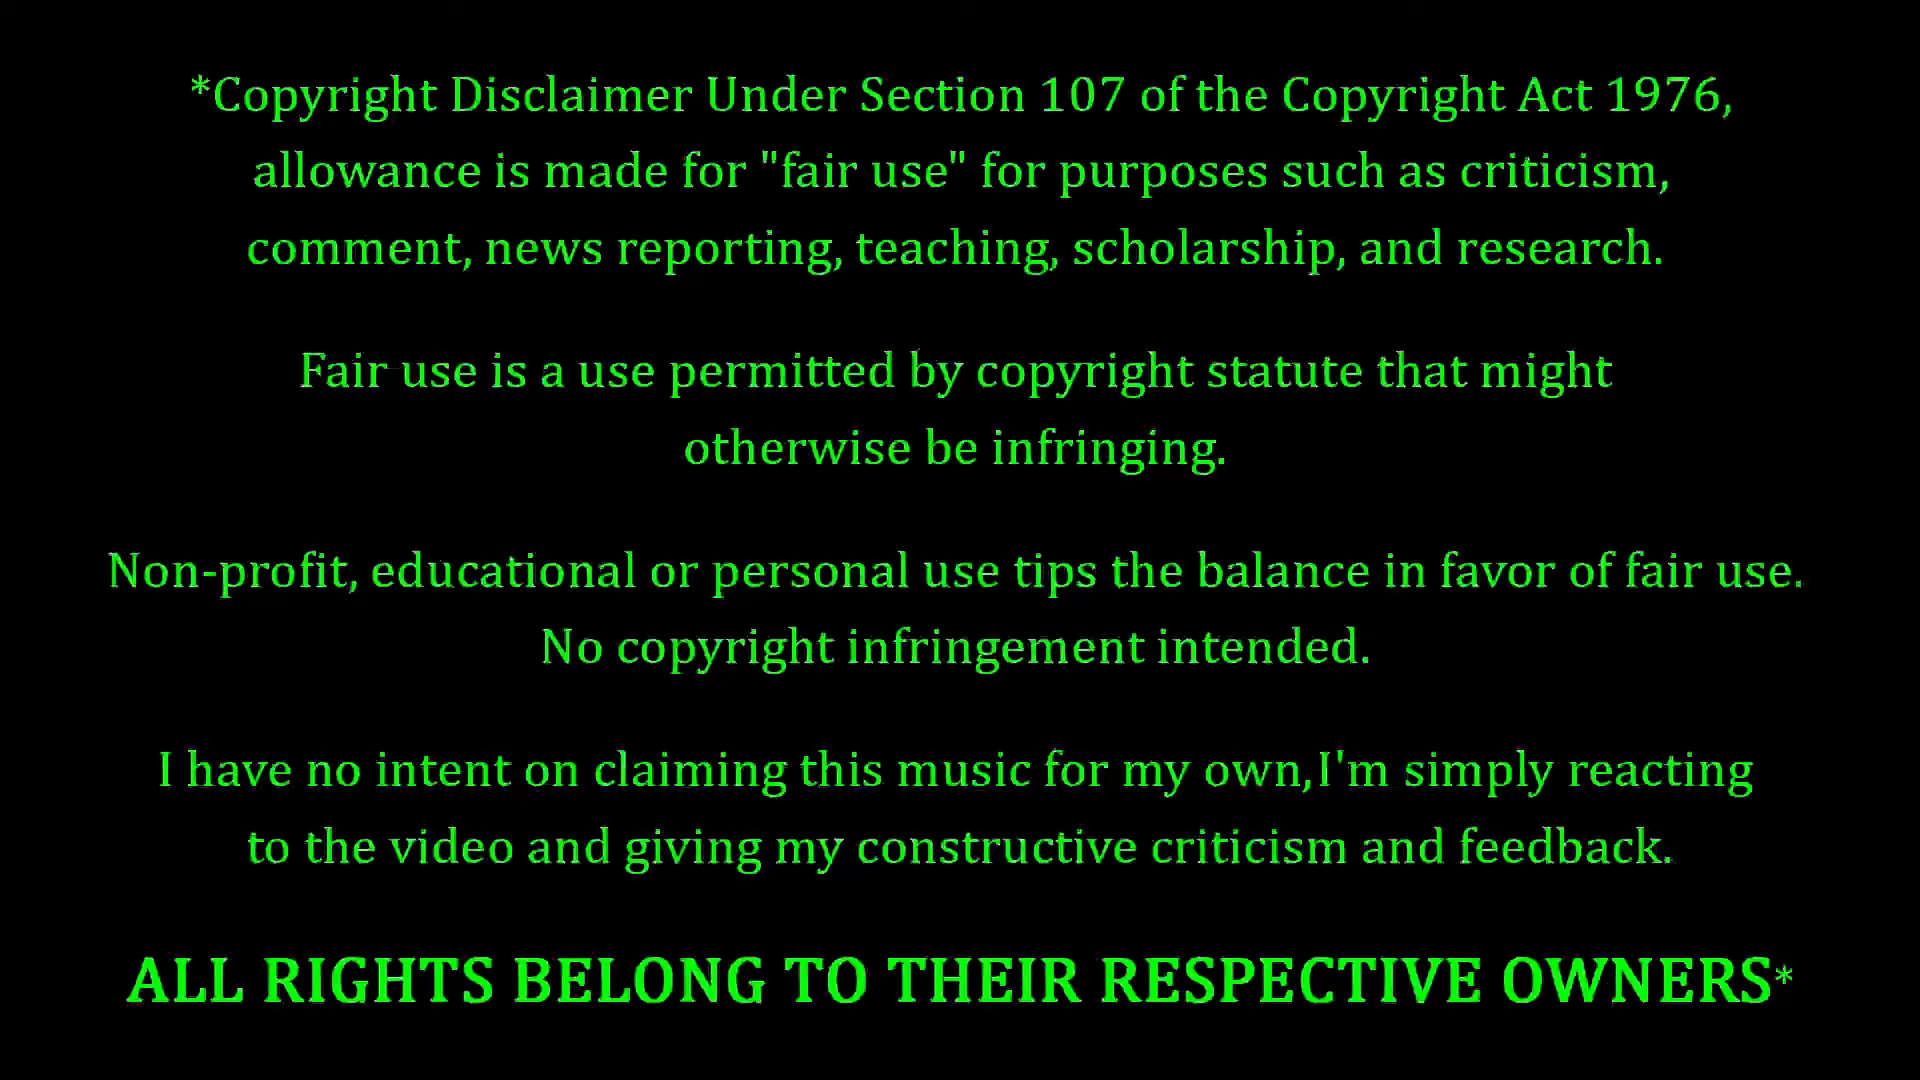 *Copyright Disclaimer Under Section 107 of the Copyright Act 1976,
allowance is made for "fair use" for purposes such as criticism,
comment, news reporting, teaching, scholarship, and research.
Fair use is a use permitted by copyright statute that might
otherwise be infringing.
Non-profit, educational or personal use tips the balance in favor of fair use.
No copyright infringement intended.
I have no intent on claiming this music for my own,I'm simply reacting
to the video and giving my constructive criticism and feedback.
ALL RIGHTS BELONG TO THEIR RESPECTIVE OWNERS*